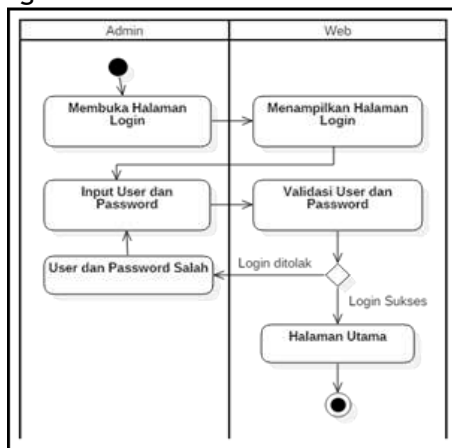 Admin
Web
Membuka Halaman
Login
Menampilkan Halaman
Login
Input User dan
Password
Validasi User dan
Password
User dan Password Salah
Login ditolak
Login Sukses
Halaman Utama